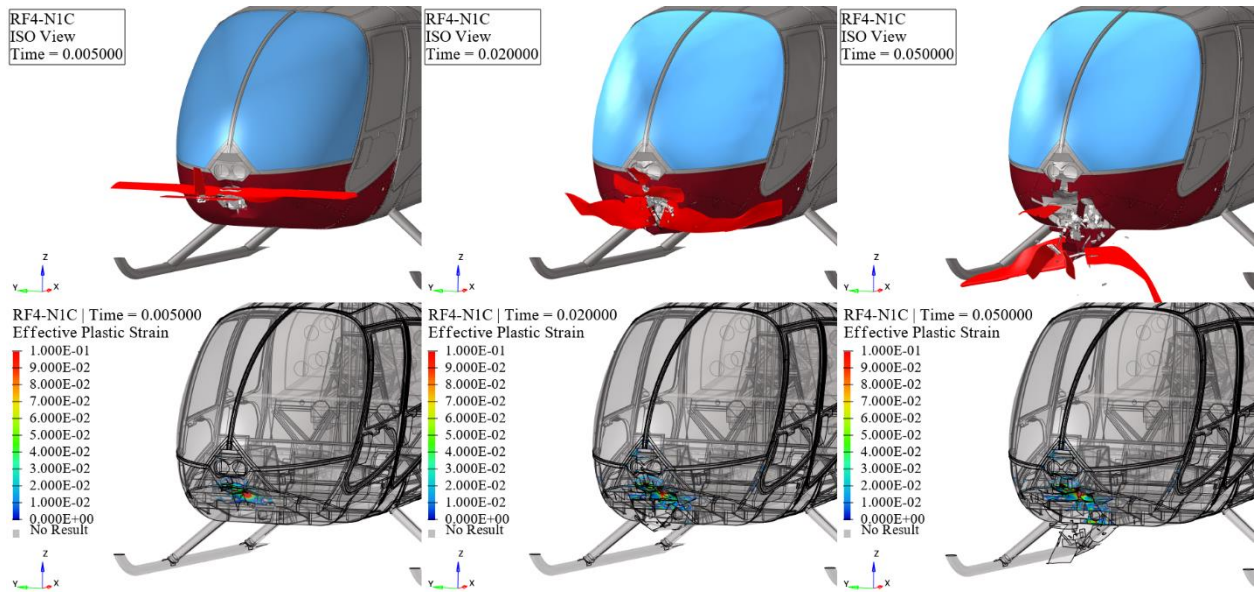 RF4-N1C
ISO View
Time = 0.005000
Z
Y
X
RF4-N1C
ISO View
Time = 0.020000
Z
Y
X
RF4-N1C
ISO View
Time = 0.050000
Z
Y
X
RF4-N1C | Time = 0.005000
Effective Plastic Strain
1.000E-01
9.000E-02
8.000E-02
7.000E-02
6.000E-02
5.000E-02
4.000E-02
3.000E-02
2.000E-02
1.000E-02
0.000E+00
No Result
Z
Y
X
RF4-N1C | Time = 0.020000
Effective Plastic Strain
1.000E-01
9.000E-02
8.000E-02
7.000E-02
6.000E-02
5.000E-02
4.000E-02
3.000E-02
2.000E-02
1.000E-02
0.000E+00
No Result
Z
Y
X
RF4-N1C | Time = 0.050000
Effective Plastic Strain
1.000E-01
9.000E-02
8.000E-02
7.000E-02
6.000E-02
5.000E-02
4.000E-02
3.000E-02
2.000E-02
1.000E-02
0.000E+00
No Result
Z
Y
X